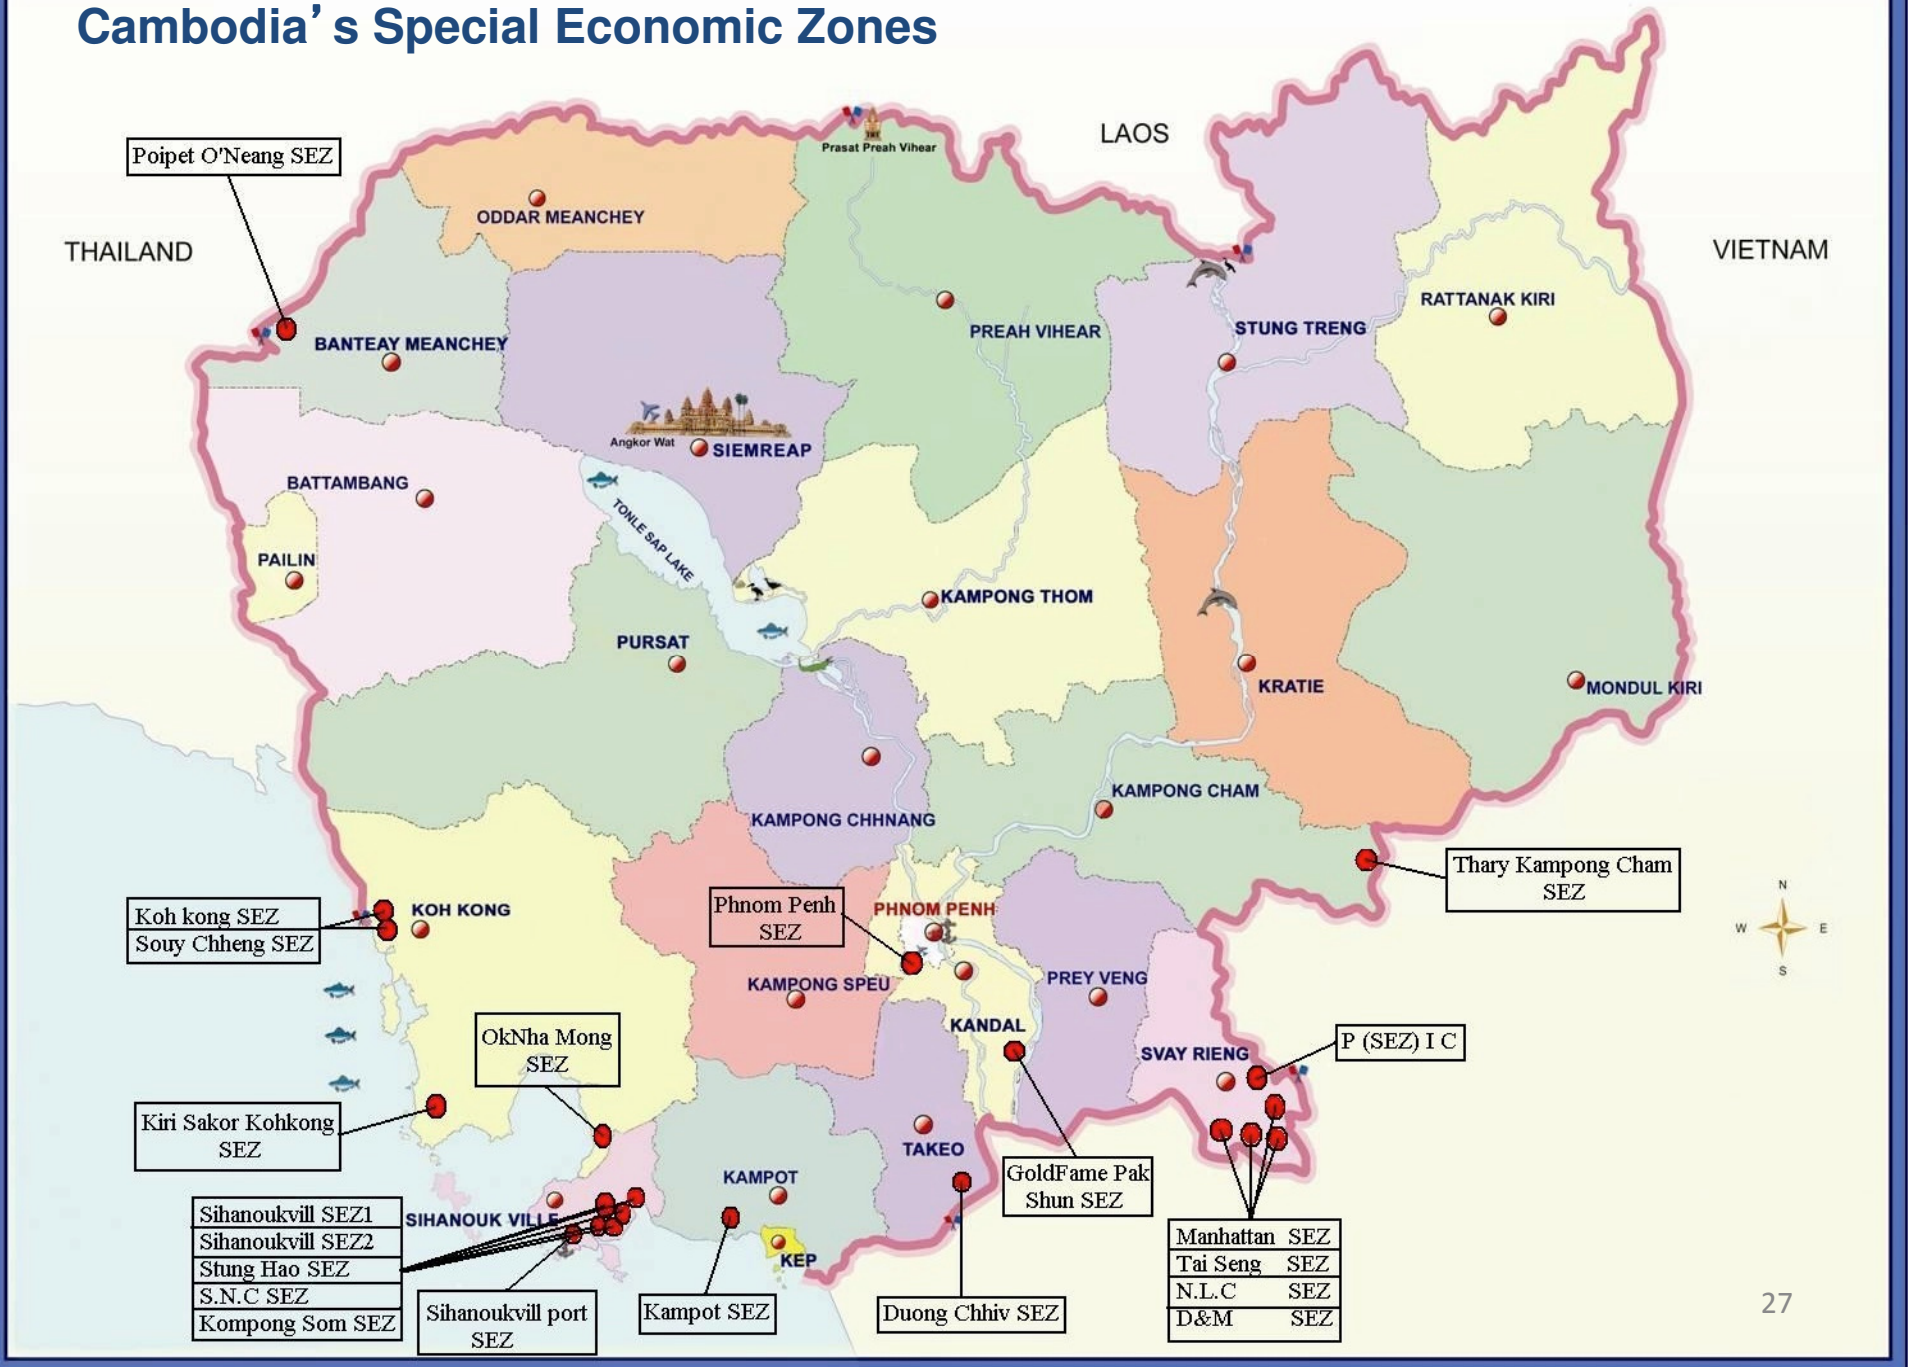 Cambodia’s Special Economic Zones
LAOS
THAILAND
VIETNAM
Poipet O'Neang SEZ
Prasat Preah Vihear
ODDAR MEANCHEY
BANTEAY MEANCHEY
PREAH VIHEAR
STUNG TRENG
RATTANAK KIRI
Angkor Wat
SIEMREAP
BATTAMBANG
TONLE SAP LAKE
PAILIN
KAMPONG THOM
PURSAT
KRATIE
MONDUL KIRI
KAMPONG CHAM
KAMPONG CHHNANG
Thary Kampong Cham
SEZ
Koh kong SEZ
Souy Chheng SEZ
KOH KONG
Phnom Penh
SEZ
PHNOM PENH
N
W
E
S
KAMPONG SPEU
PREY VENG
KANDAL
OkNha Mong
SEZ
SVAY RIENG
P (SEZ) I C
Kiri Sakor Kohkong
SEZ
TAKEO
KAMPOT
GoldFame Pak
Shun SEZ
SIHANOUK VILLE
KEP
Sihanoukvill SEZ1
Sihanoukvill SEZ2
Stung Hao SEZ
S.N.C SEZ
Kompong Som SEZ
Sihanoukvill port
SEZ
Kampot SEZ
Duong Chhiv SEZ
Manhattan SEZ
Tai Seng SEZ
N.L.C SEZ
D&M SEZ
27